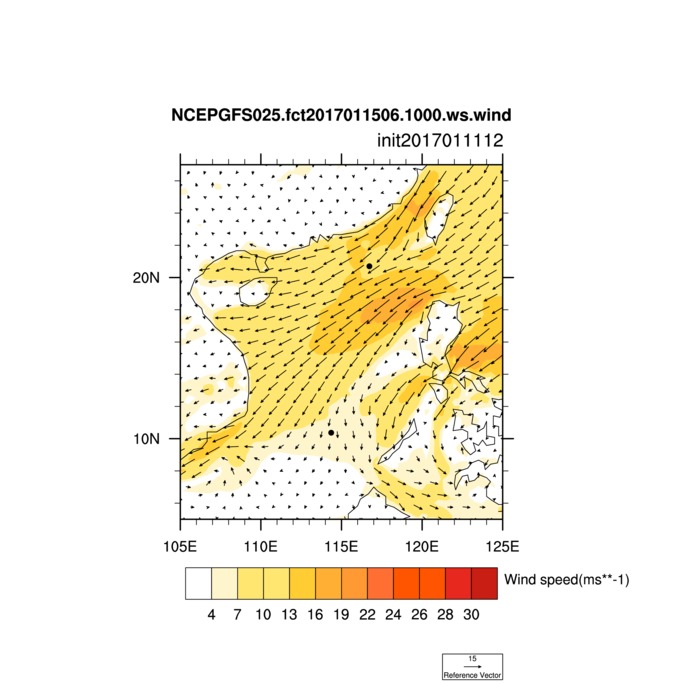 NCEPGFS025.fct2017011506.1000.ws.wind
init2017011112
20N
10N
105E 110E 115E 120E 125E
Wind speed(ms**-1)
4 7 10 13 16 19 22 24 26 28 30
15
Reference Vector